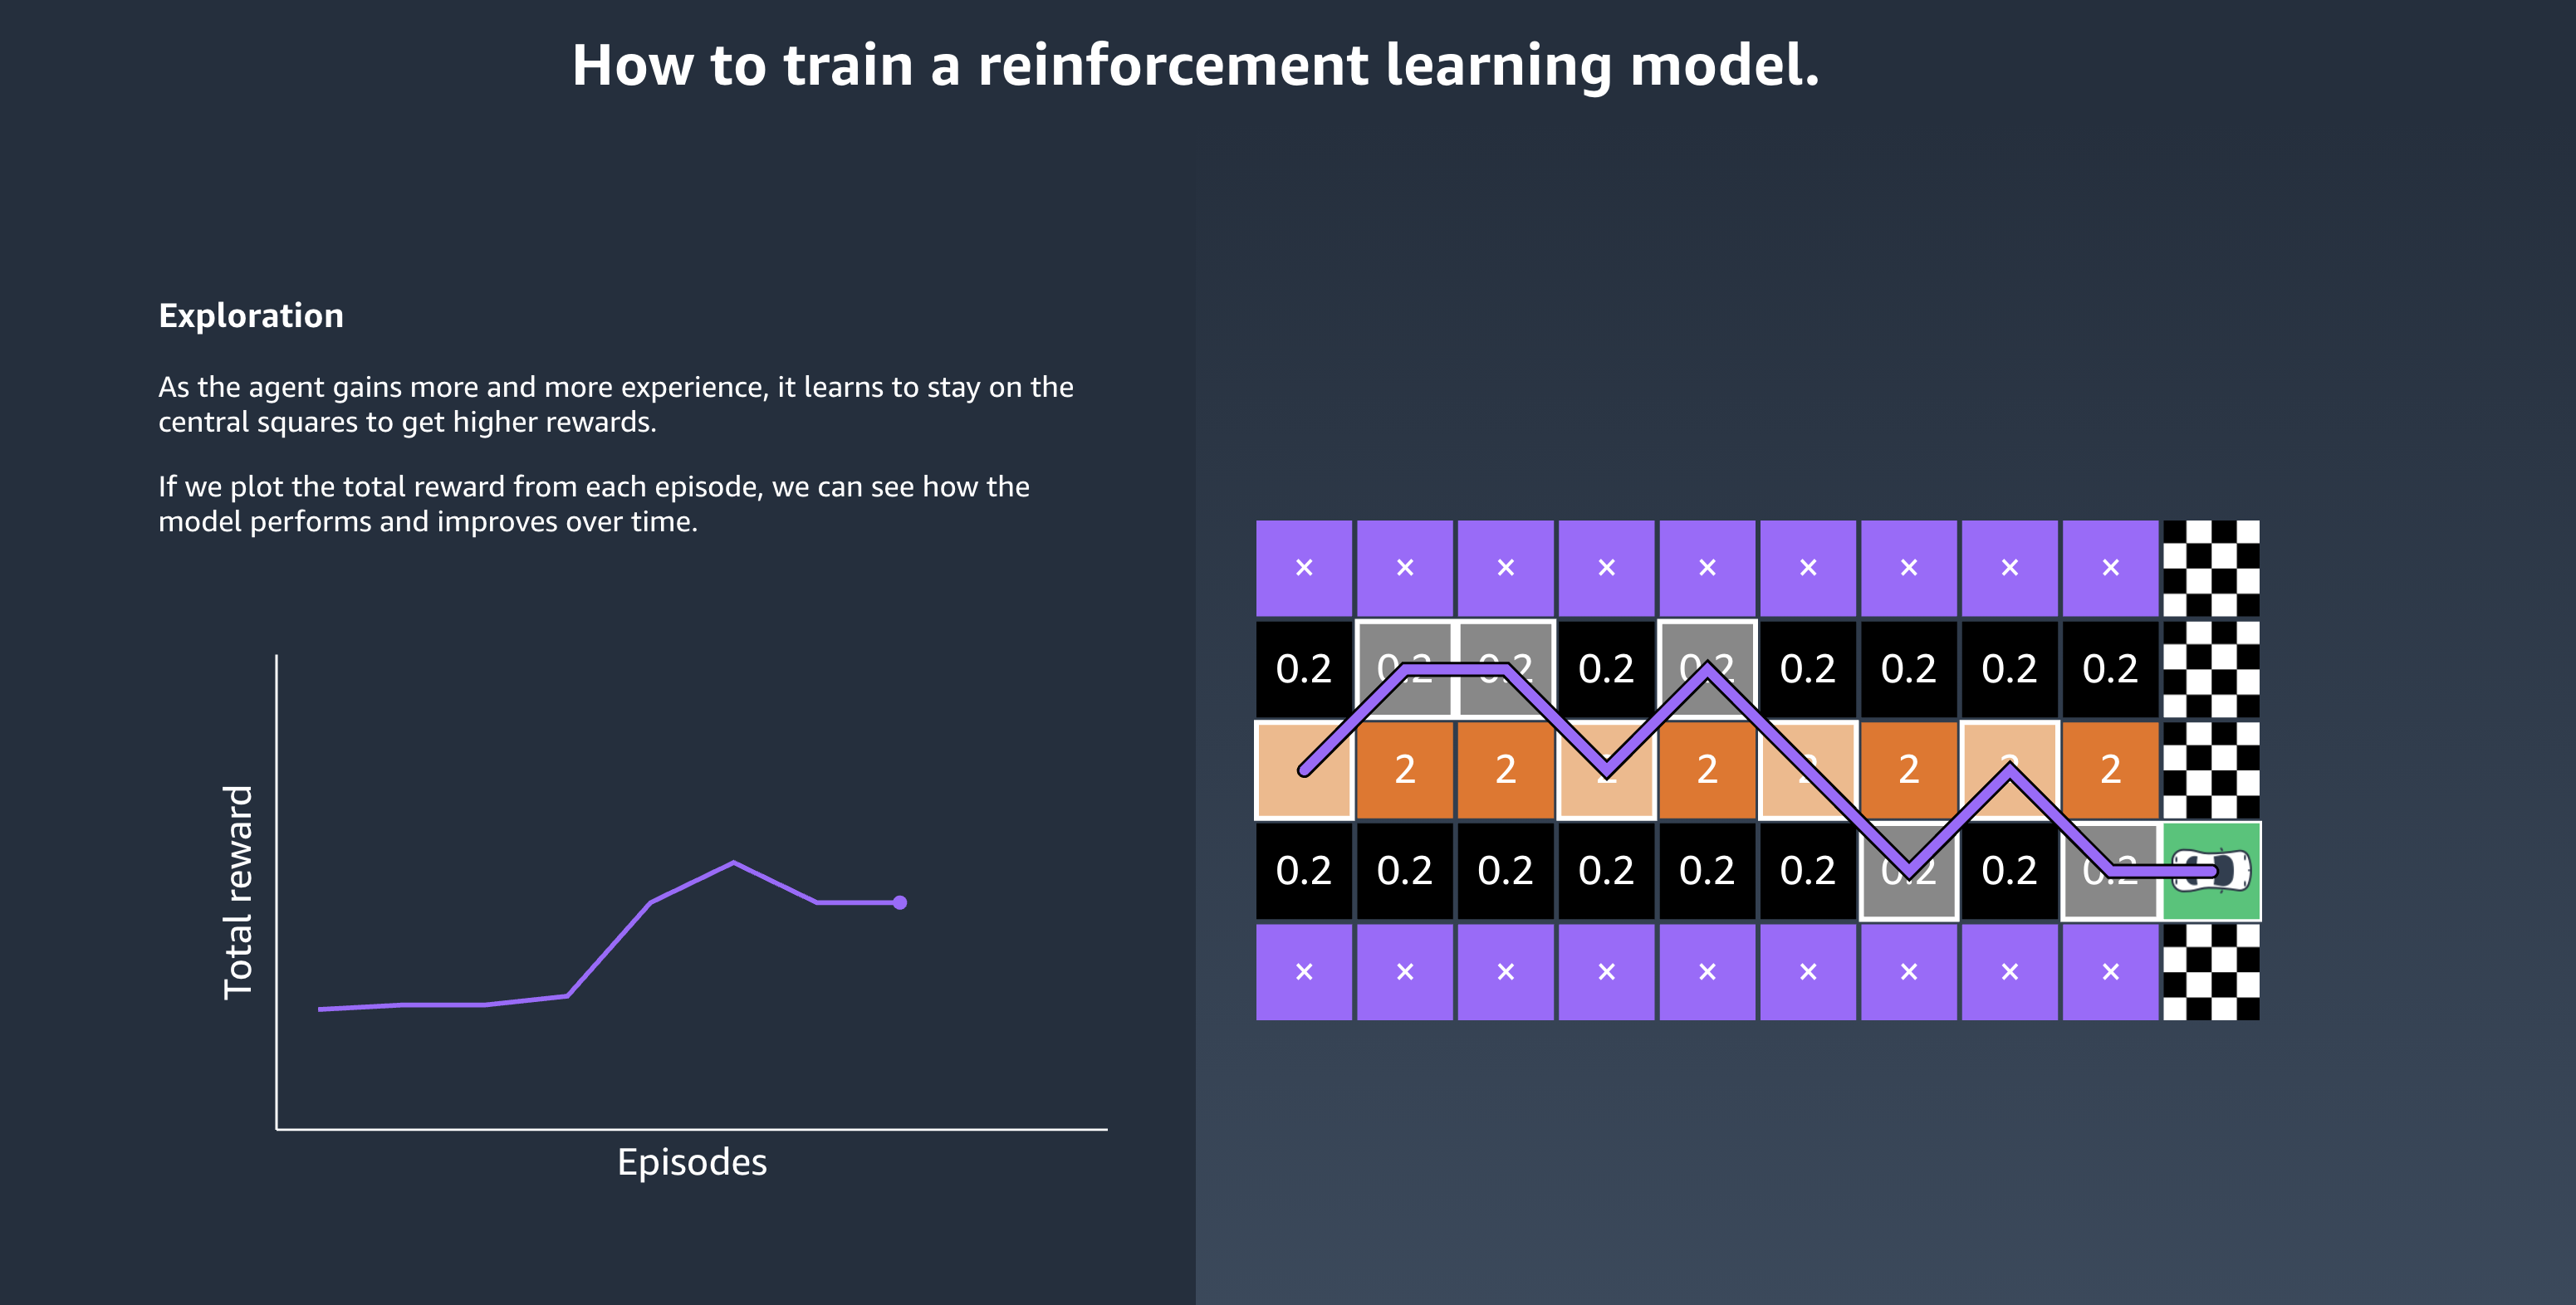 How to train a reinforcement learning model.
Exploration
As the agent gains more and more experience, it learns to stay on the
central squares to get higher rewards.
If we plot the total reward from each episode, we can see how the
model performs and improves over time.
Total reward
Episodes
× × × × × × × × ×
0.2 0.2 0.2 0.2 0.2 0.2 0.2 0.2 0.2
2 2 2 2 2 2 2 2
0.2 0.2 0.2 0.2 0.2 0.2 0.2 0.2 0.2
× × × × × × × × ×